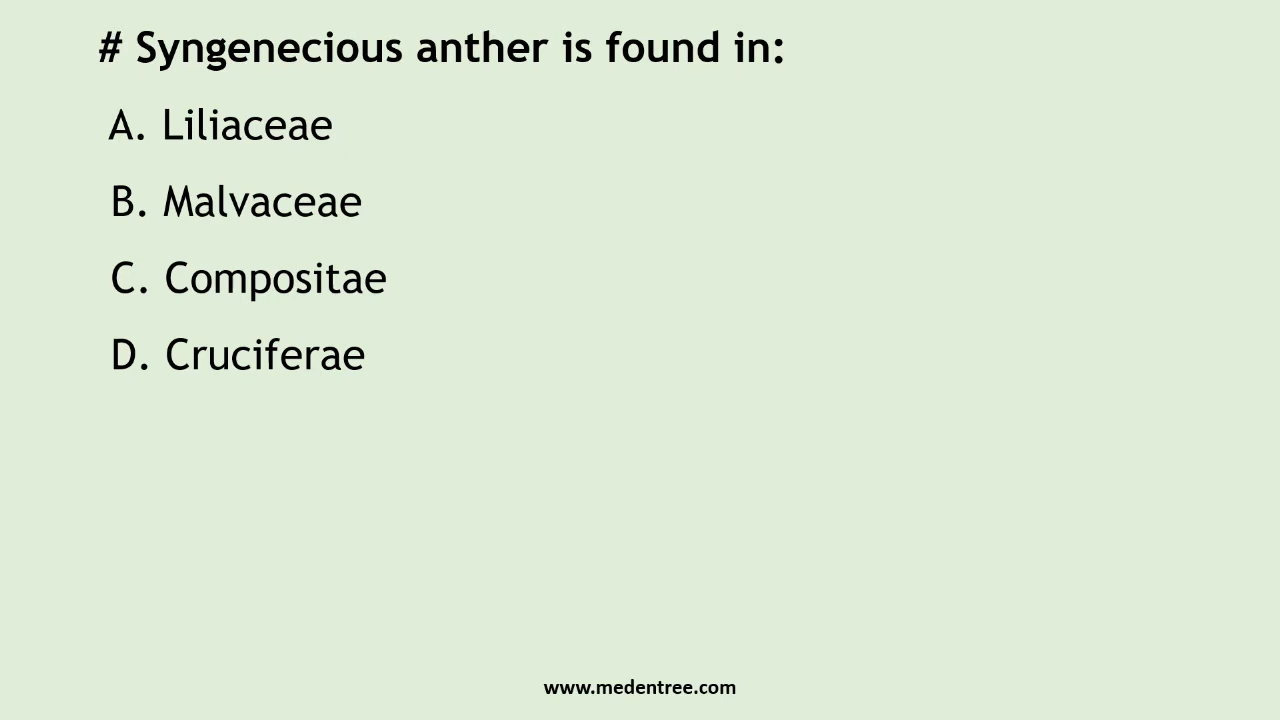 # Syngenecious anther is found in:
A. Liliaceae
B. Malvaceae
C. Compositae
D. Cruciferae
www.medentree.com